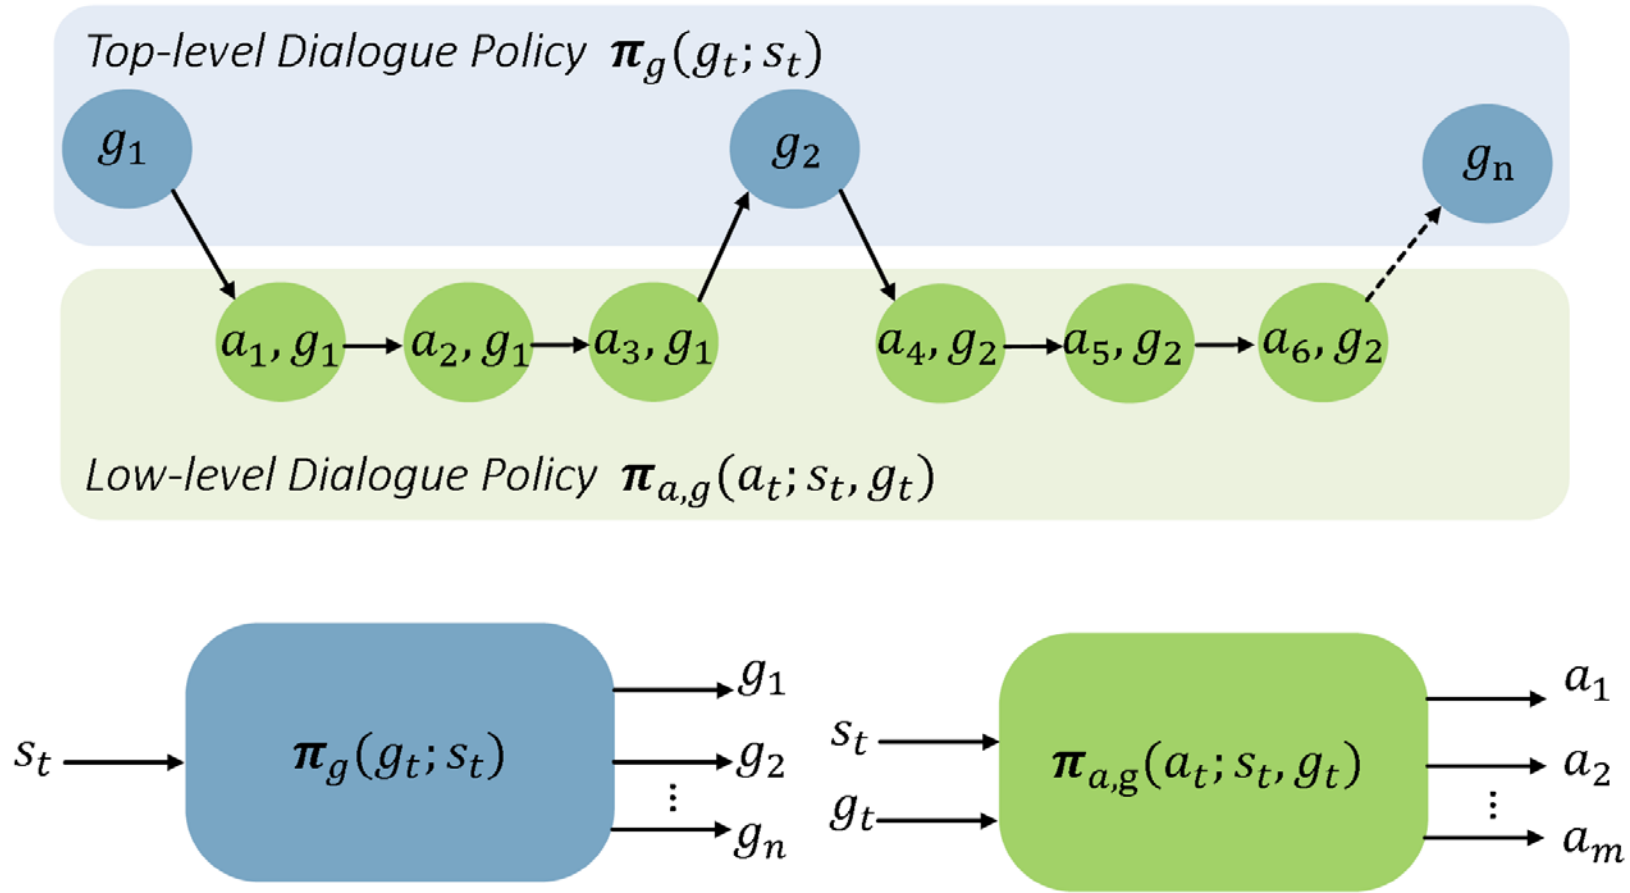 Top-level Dialogue Policy π_g(g_t; s_t)
g_1
g_2
g_n
a_1, g_1
a_2, g_1
a_3, g_1
a_4, g_2
a_5, g_2
a_6, g_2
Low-level Dialogue Policy π_{a,g}(a_t; s_t, g_t)
s_t
π_g(g_t; s_t)
g_1
g_2
⋮
g_n
s_t
g_t
π_{a,g}(a_t; s_t, g_t)
a_1
a_2
⋮
a_m